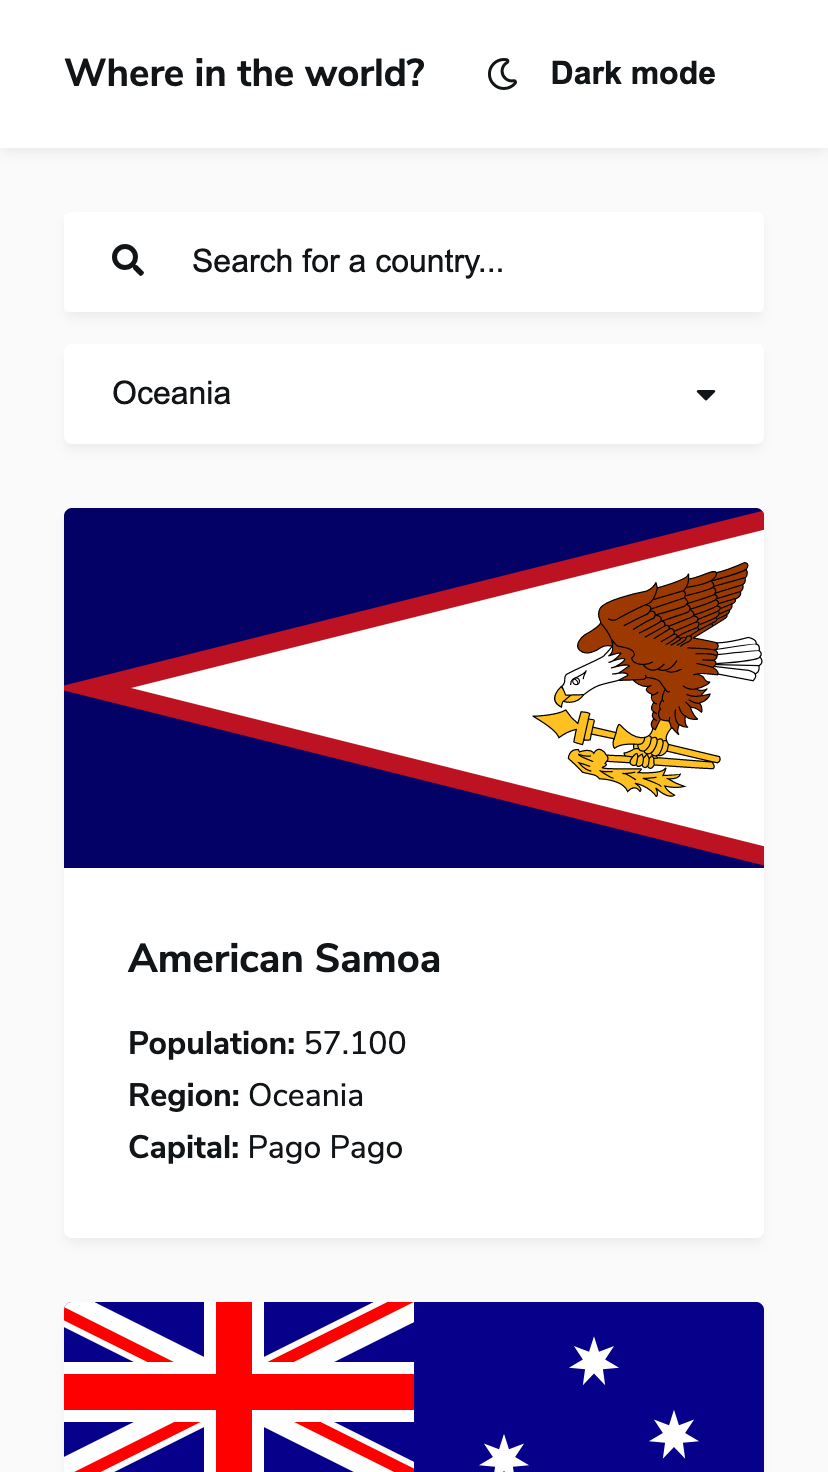 Where in the world?
Dark mode
Search for a country...
Oceania
American Samoa
Population: 57.100
Region: Oceania
Capital: Pago Pago